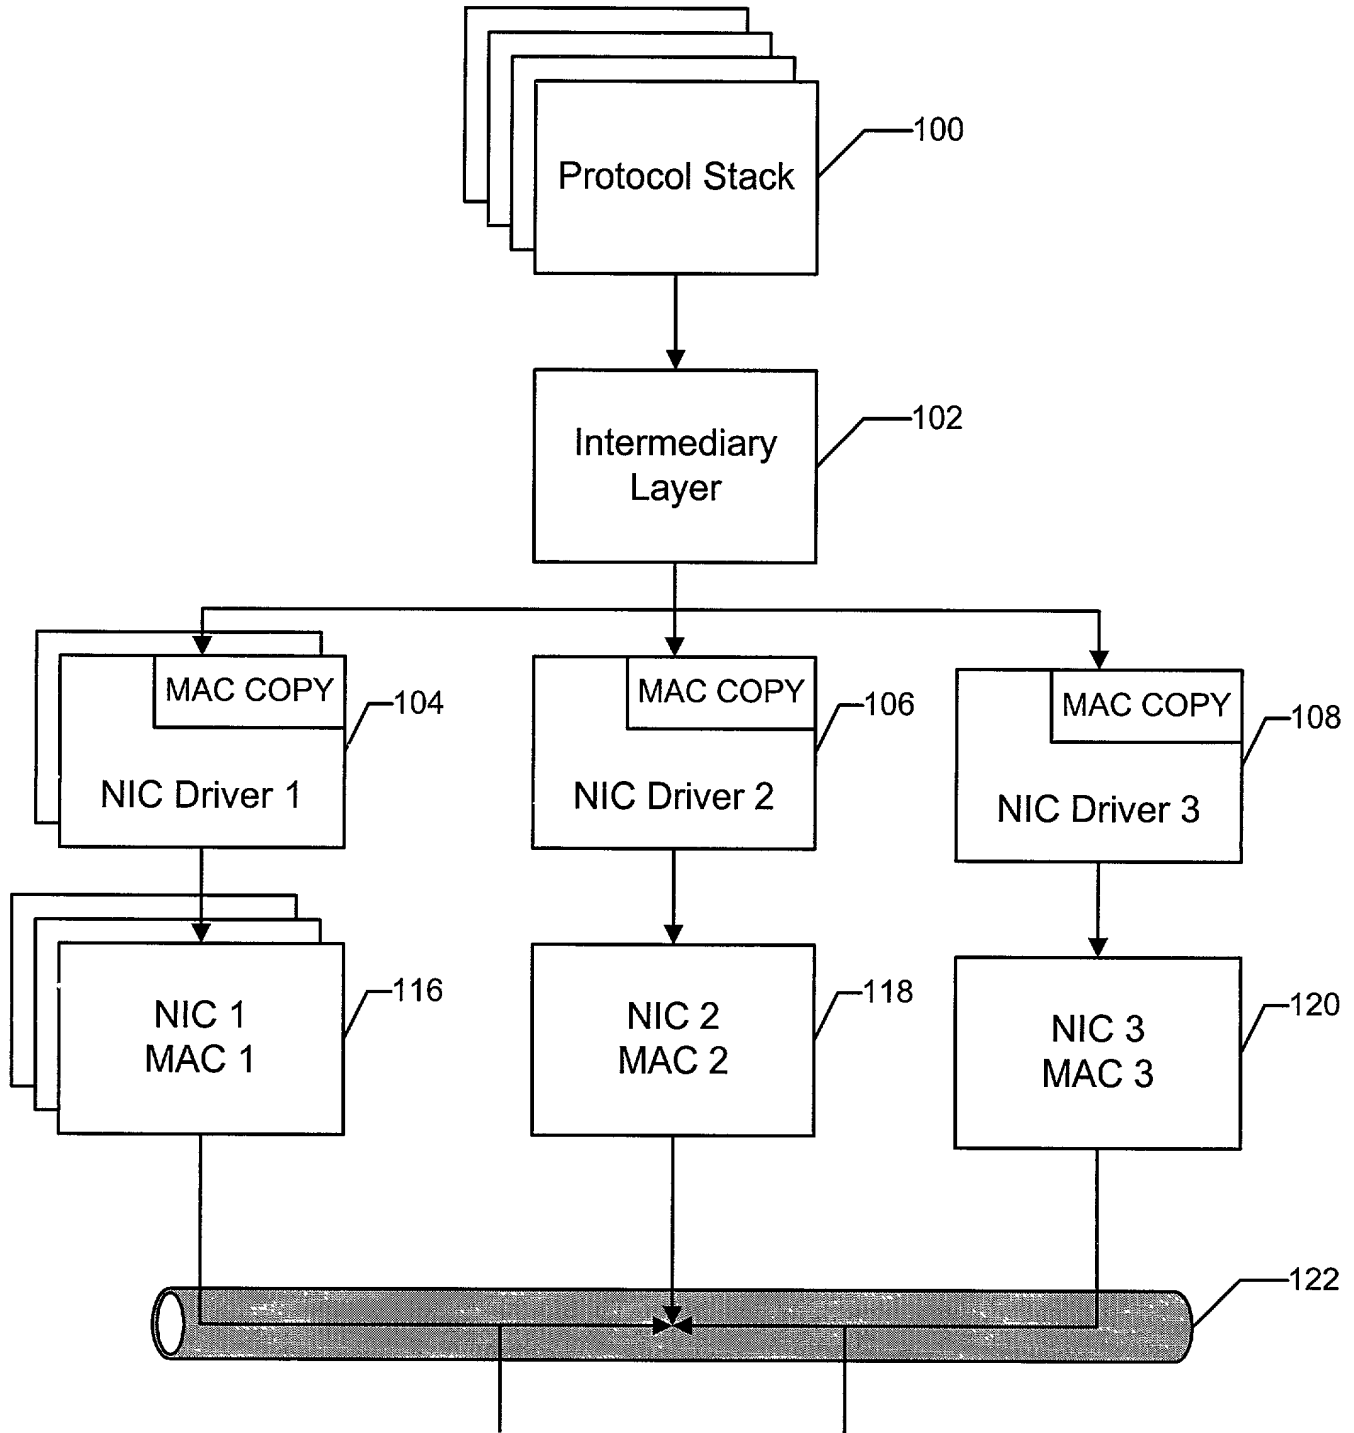 Protocol Stack
100
Intermediary
Layer
102
MAC COPY
NIC Driver 1
104
MAC COPY
NIC Driver 2
106
MAC COPY
NIC Driver 3
108
NIC 1
MAC 1
116
NIC 2
MAC 2
118
NIC 3
MAC 3
120
122